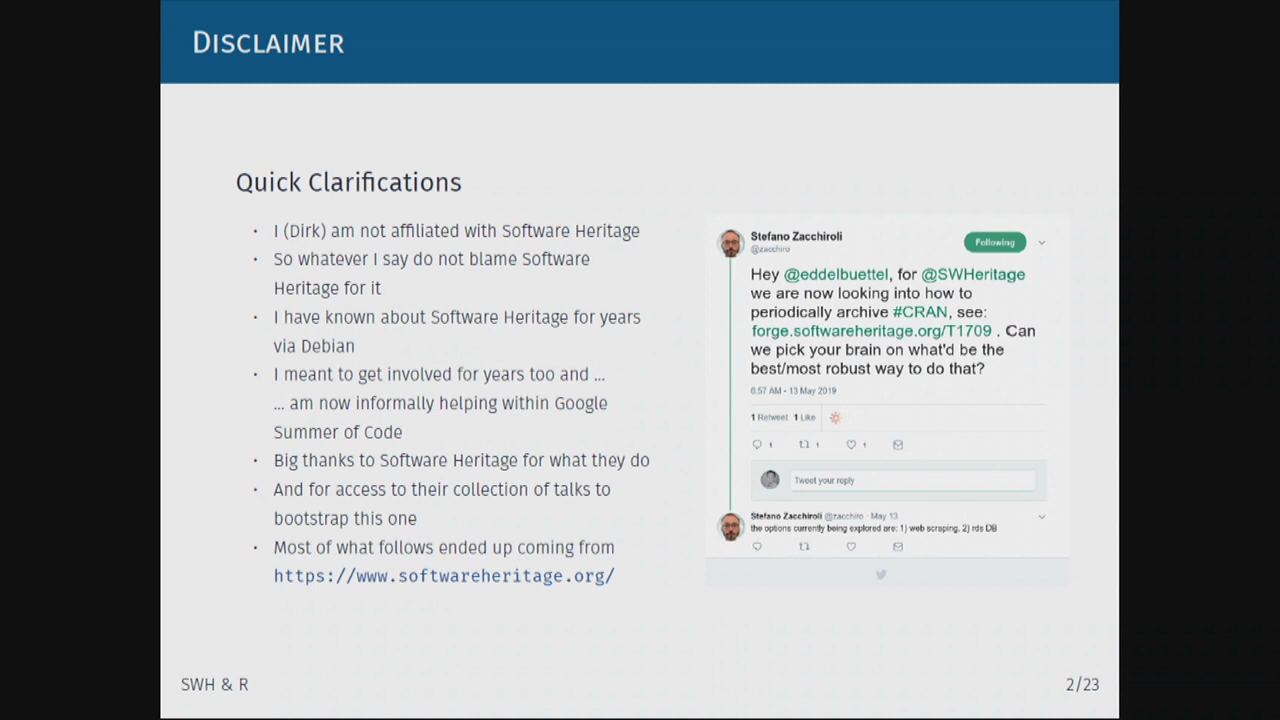 DISCLAIMER
Quick Clarifications
• I (Dirk) am not affiliated with Software Heritage
• So whatever I say do not blame Software
Heritage for it
• I have known about Software Heritage for years
via Debian
• I meant to get involved for years too and ...
... am now informally helping within Google
Summer of Code
• Big thanks to Software Heritage for what they do
• And for access to their collection of talks to
bootstrap this one
• Most of what follows ended up coming from
https://www.softwareheritage.org/
Stefano Zacchiroli
@zacchiro
Following
Hey @eddelbuettel, for @SWHeritage
we are now looking into how to
periodically archive #CRAN, see:
forge.softwareheritage.org/T1709 . Can
we pick your brain on what'd be the
best/most robust way to do that?
6:57 AM - 13 May 2019
1 Retweet 1 Like
1 1 1
Tweet your reply
Stefano Zacchiroli @zacchiro · May 13
the options currently being explored are: 1) web scraping, 2) rds DB
SWH & R
2/23